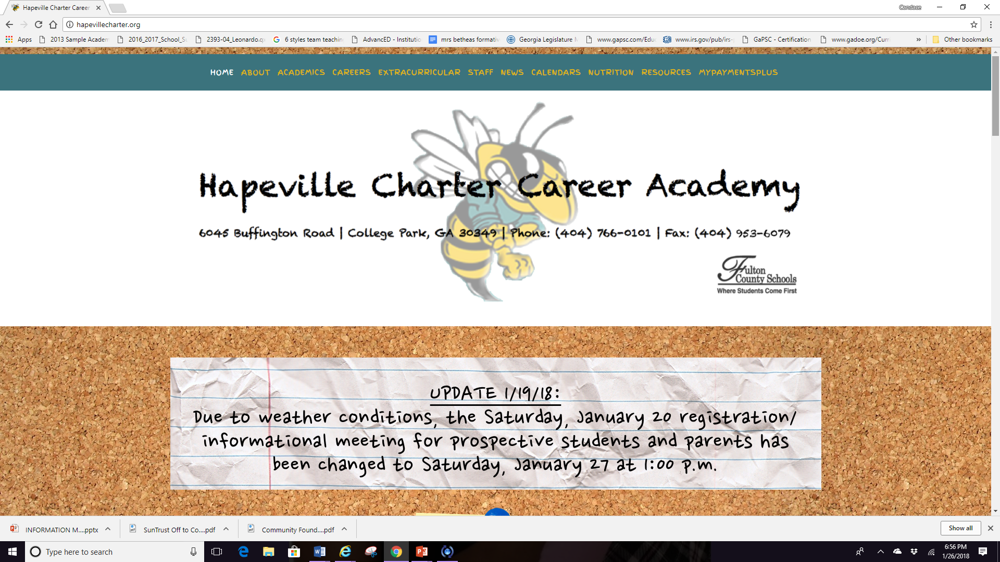 Hapeville Charter Career
Candace
hapevillecharter.org
Apps 2013 Sample Academ 2016_2017_School_Su 2393-04_Leonardo.qx 6 styles team teachin AdvancED - Institutio mrs betheas formativ Georgia Legislature www.gapsc.com/Educ www.irs.gov/pub/irs- GaPSC - Certification www.gadoe.org/Curri » Other bookmarks
HOME ABOUT ACADEMICS CAREERS EXTRACURRICULAR STAFF NEWS CALENDARS NUTRITION RESOURCES MYPAYMENTSPLUS
Hapeville Charter Career Academy
6045 Buffington Road | College Park, GA 30349 | Phone: (404) 766-0101 | Fax: (404) 953-6079
Fulton
County Schools
Where Students Come First
UPDATE 1/19/18:
Due to weather conditions, the Saturday, January 20 registration/
informational meeting for prospective students and parents has
been changed to Saturday, January 27 at 1:00 p.m.
INFORMATION M....pptx SunTrust Off to Co....pdf Community Found....pdf Show all
Type here to search
6:56 PM
1/26/2018